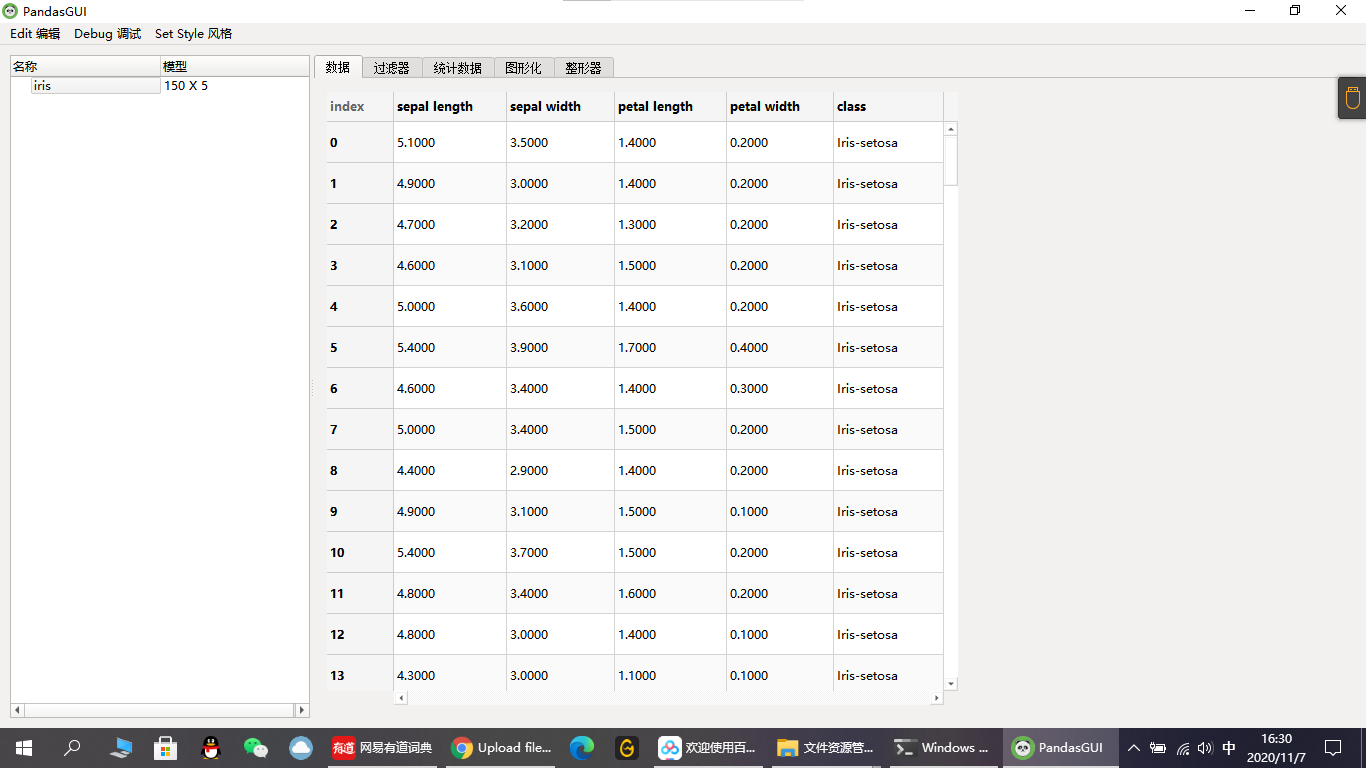 PandasGUI
Edit 编辑 Debug 调试 Set Style 风格
名称 模型
iris 150 X 5
数据 过滤器 统计数据 图形化 整形器
index sepal length sepal width petal length petal width class
0 5.1000 3.5000 1.4000 0.2000 Iris-setosa
1 4.9000 3.0000 1.4000 0.2000 Iris-setosa
2 4.7000 3.2000 1.3000 0.2000 Iris-setosa
3 4.6000 3.1000 1.5000 0.2000 Iris-setosa
4 5.0000 3.6000 1.4000 0.2000 Iris-setosa
5 5.4000 3.9000 1.7000 0.4000 Iris-setosa
6 4.6000 3.4000 1.4000 0.3000 Iris-setosa
7 5.0000 3.4000 1.5000 0.2000 Iris-setosa
8 4.4000 2.9000 1.4000 0.2000 Iris-setosa
9 4.9000 3.1000 1.5000 0.1000 Iris-setosa
10 5.4000 3.7000 1.5000 0.2000 Iris-setosa
11 4.8000 3.4000 1.6000 0.2000 Iris-setosa
12 4.8000 3.0000 1.4000 0.1000 Iris-setosa
13 4.3000 3.0000 1.1000 0.1000 Iris-setosa
有道 网易有道词典 Upload file... 欢迎使用百... 文件资源管... Windows ... PandasGUI 中 16:30
2020/11/7